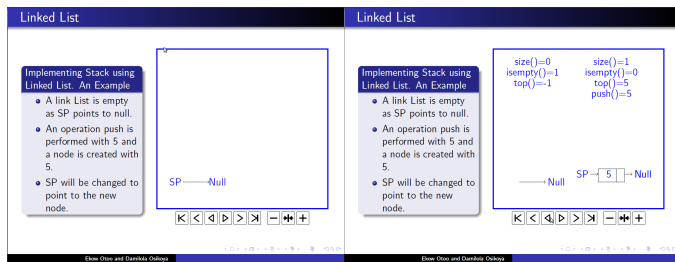 Linked List
Implementing Stack using
Linked List. An Example
A link List is empty
as SP points to null.
An operation push is
performed with 5 and
a node is created with
5.
SP will be changed to
point to the new
node.
SP Null
Ekow Otoo and Damilola Osikoya
Linked List
Implementing Stack using
Linked List. An Example
A link List is empty
as SP points to null.
An operation push is
performed with 5 and
a node is created with
5.
SP will be changed to
point to the new
node.
size()=0 size()=1
isempty()=1 isempty()=0
top()=-1 top()=5
push()=5
Null SP 5 Null
Ekow Otoo and Damilola Osikoya